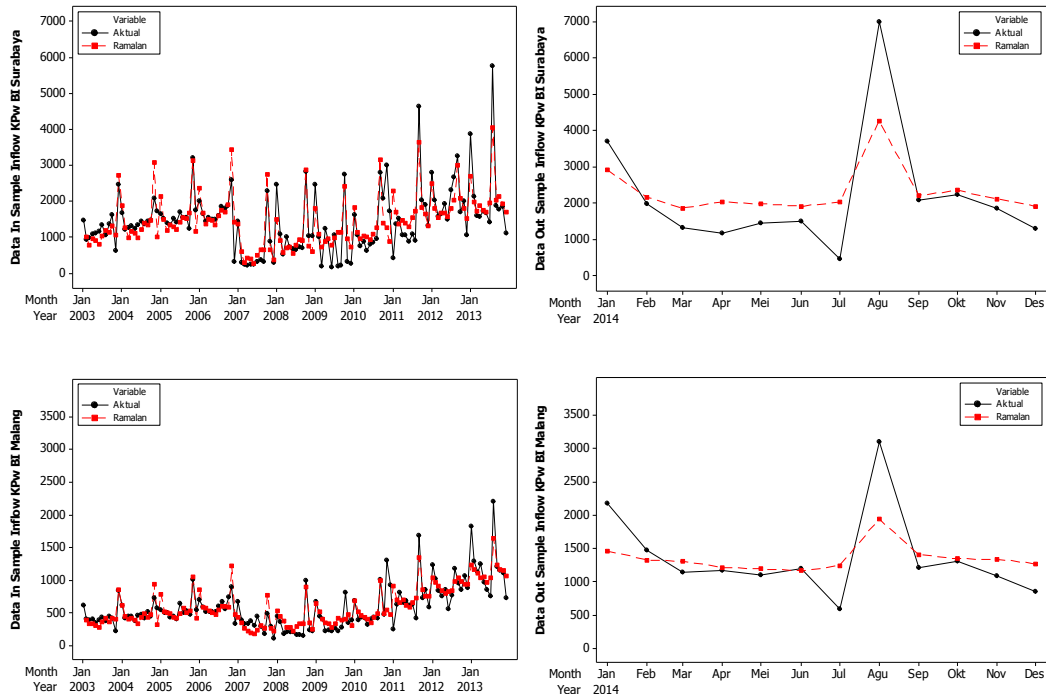 Data In Sample Inflow KPw BI Surabaya
7000
6000
5000
4000
3000
2000
1000
0
Variable
Aktual
Ramalan
Month Jan Jan Jan Jan Jan Jan Jan Jan Jan Jan Jan
Year 2003 2004 2005 2006 2007 2008 2009 2010 2011 2012 2013
Data Out Sample Inflow KPw BI Surabaya
7000
6000
5000
4000
3000
2000
1000
0
Variable
Aktual
Ramalan
Month Jan Feb Mar Apr Mei Jun Jul Agu Sep Okt Nov Des
Year 2014
Data In Sample Inflow KPw BI Malang
3500
3000
2500
2000
1500
1000
500
0
Variable
Aktual
Ramalan
Month Jan Jan Jan Jan Jan Jan Jan Jan Jan Jan Jan
Year 2003 2004 2005 2006 2007 2008 2009 2010 2011 2012 2013
Data Out Sample Inflow KPw BI Malang
3500
3000
2500
2000
1500
1000
500
0
Variable
Aktual
Ramalan
Month Jan Feb Mar Apr Mei Jun Jul Agu Sep Okt Nov Des
Year 2014